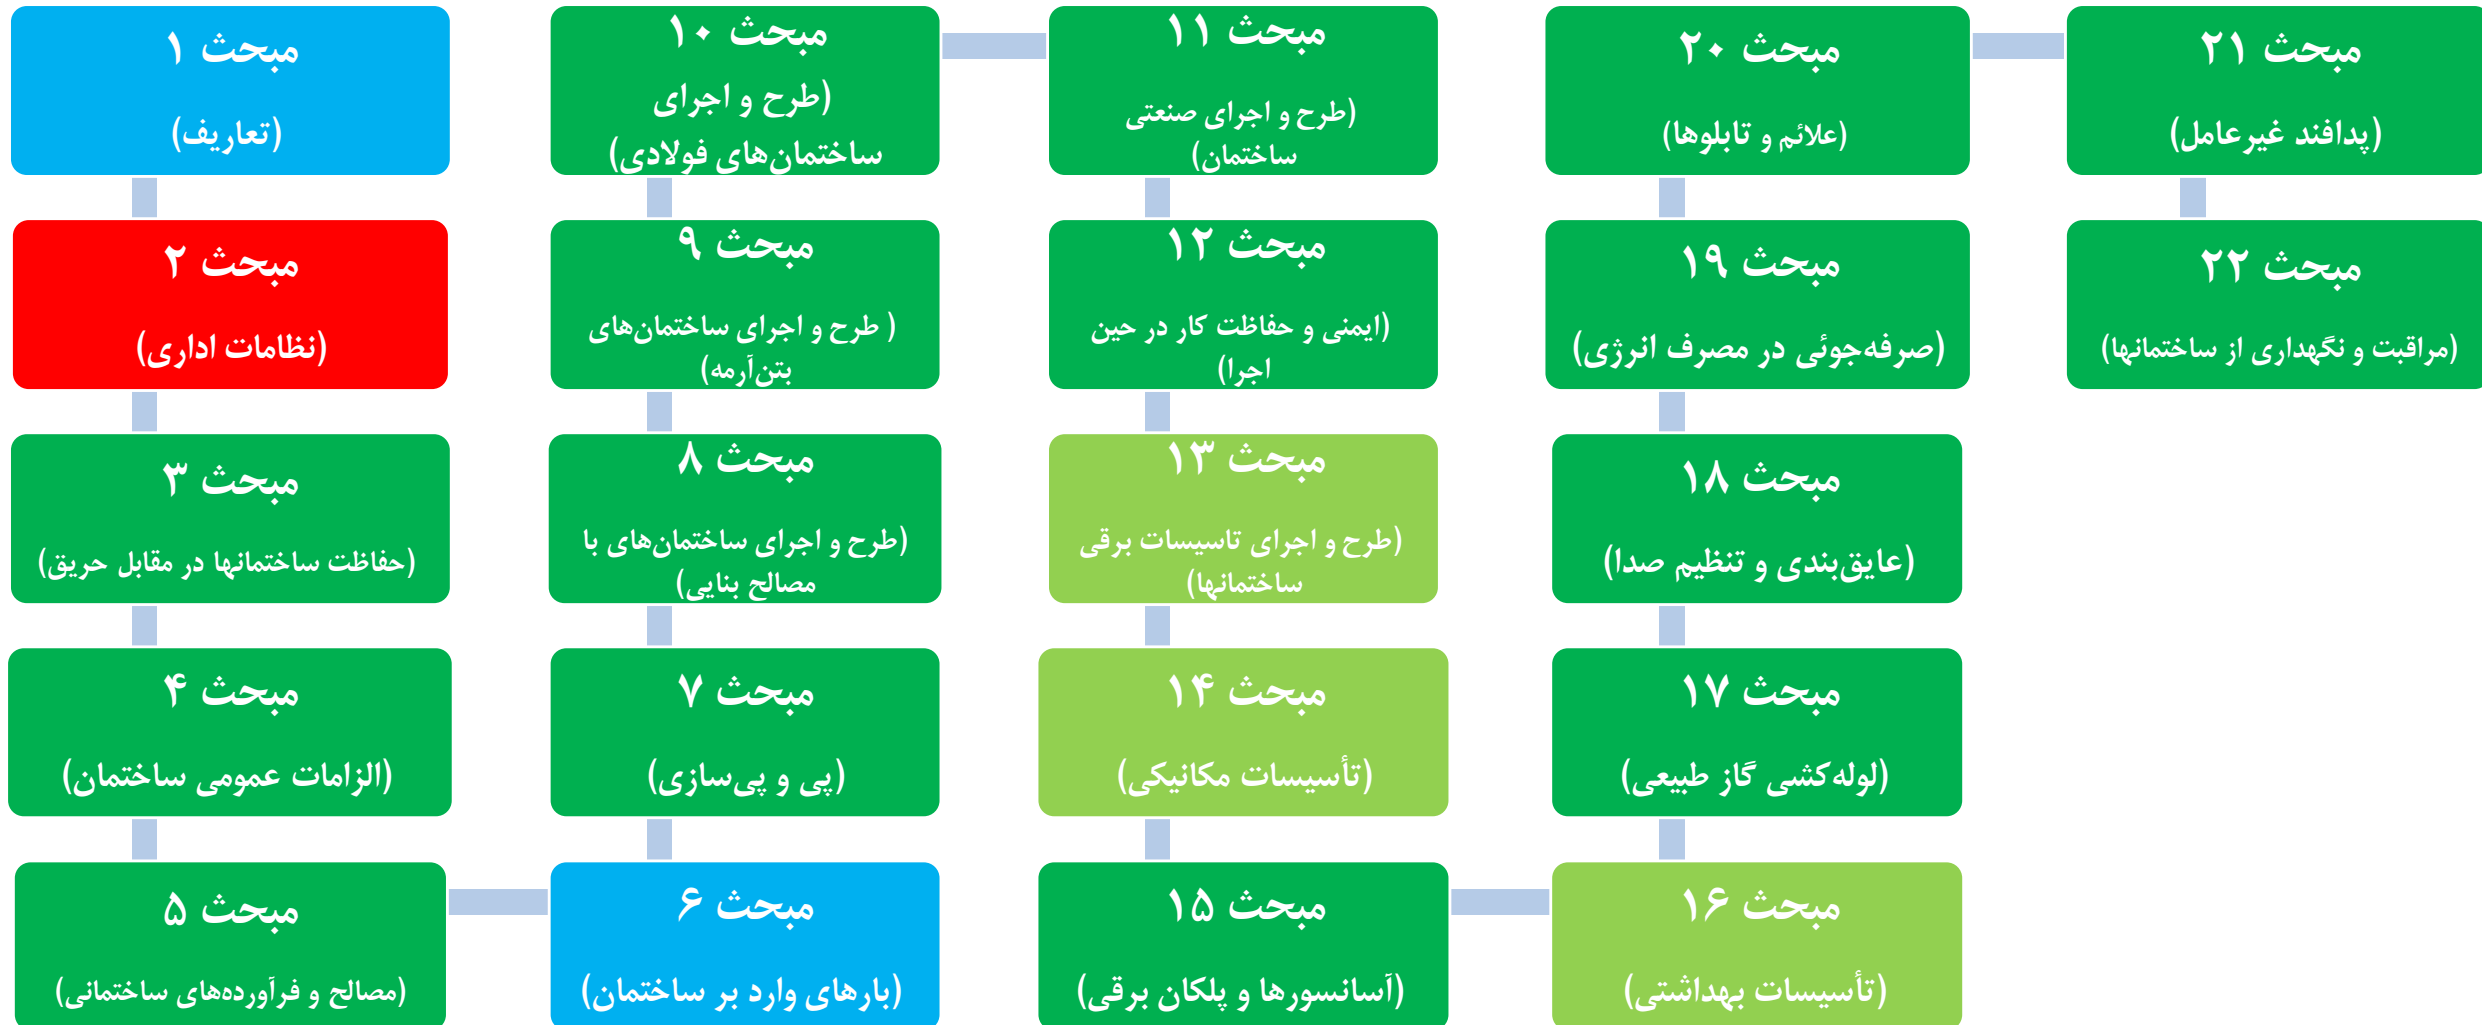 مبحث ۱
(تعاریف)
مبحث ۲
(نظامات اداری)
مبحث ۳
(حفاظت ساختمانها در مقابل حریق)
مبحث ۴
(الزامات عمومی ساختمان)
مبحث ۵
(مصالح و فرآورده‌های ساختمانی)
مبحث ۶
(بارهای وارد بر ساختمان)
مبحث ۷
(پی و پی‌سازی)
مبحث ۸
(طرح و اجرای ساختمان‌های با
مصالح بنایی)
مبحث ۹
( طرح و اجرای ساختمان‌های
بتن‌آرمه)
مبحث ۱۰
(طرح و اجرای
ساختمان‌های فولادی)
مبحث ۱۱
(طرح و اجرای صنعتی
ساختمان)
مبحث ۱۲
(ایمنی و حفاظت کار در حین
اجرا)
مبحث ۱۳
(طرح و اجرای تاسیسات برقی
ساختمانها)
مبحث ۱۴
(تأسیسات مکانیکی)
مبحث ۱۵
(آسانسورها و پلکان برقی)
مبحث ۱۶
(تأسیسات بهداشتی)
مبحث ۱۷
(لوله‌کشی گاز طبیعی)
مبحث ۱۸
(عایق‌بندی و تنظیم صدا)
مبحث ۱۹
(صرفه‌جوئی در مصرف انرژی)
مبحث ۲۰
(علائم و تابلوها)
مبحث ۲۱
(پدافند غیرعامل)
مبحث ۲۲
(مراقبت و نگهداری از ساختمانها)